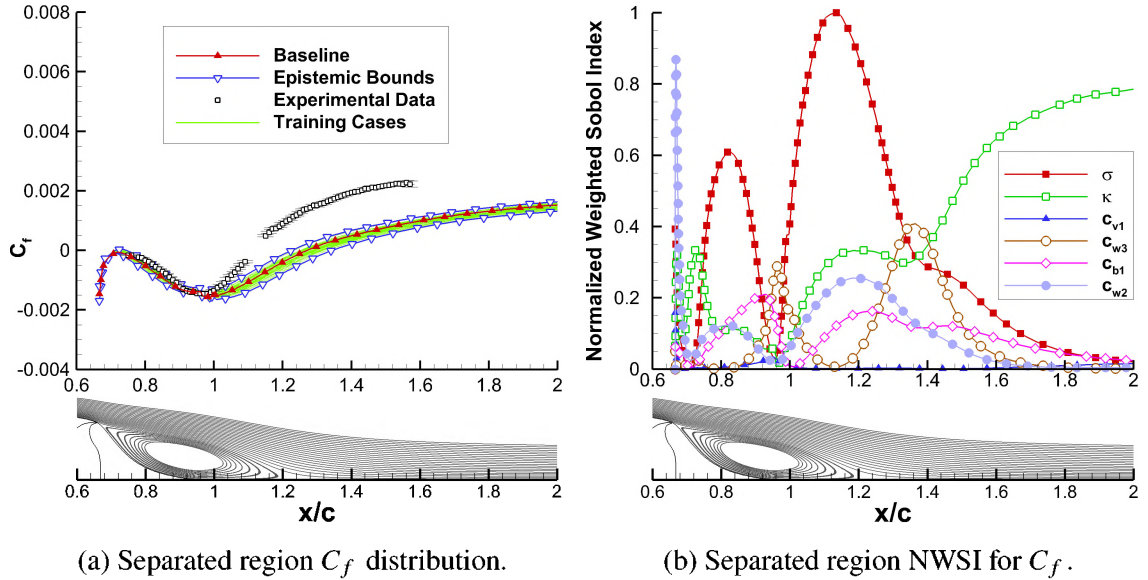 0.008
0.006
0.004
0.002
0
-0.002
-0.004
C_f
Baseline
Epistemic Bounds
Experimental Data
Training Cases
0.6 0.8 1 1.2 1.4 1.6 1.8 2
0.6 0.8 1 1.2 1.4 1.6 1.8 2
x/c
(a) Separated region C_f distribution.
1
0.8
0.6
0.4
0.2
0
Normalized Weighted Sobol Index
σ
κ
c_v1
c_w3
c_b1
c_w2
0.6 0.8 1 1.2 1.4 1.6 1.8 2
0.6 0.8 1 1.2 1.4 1.6 1.8 2
x/c
(b) Separated region NWSI for C_f.